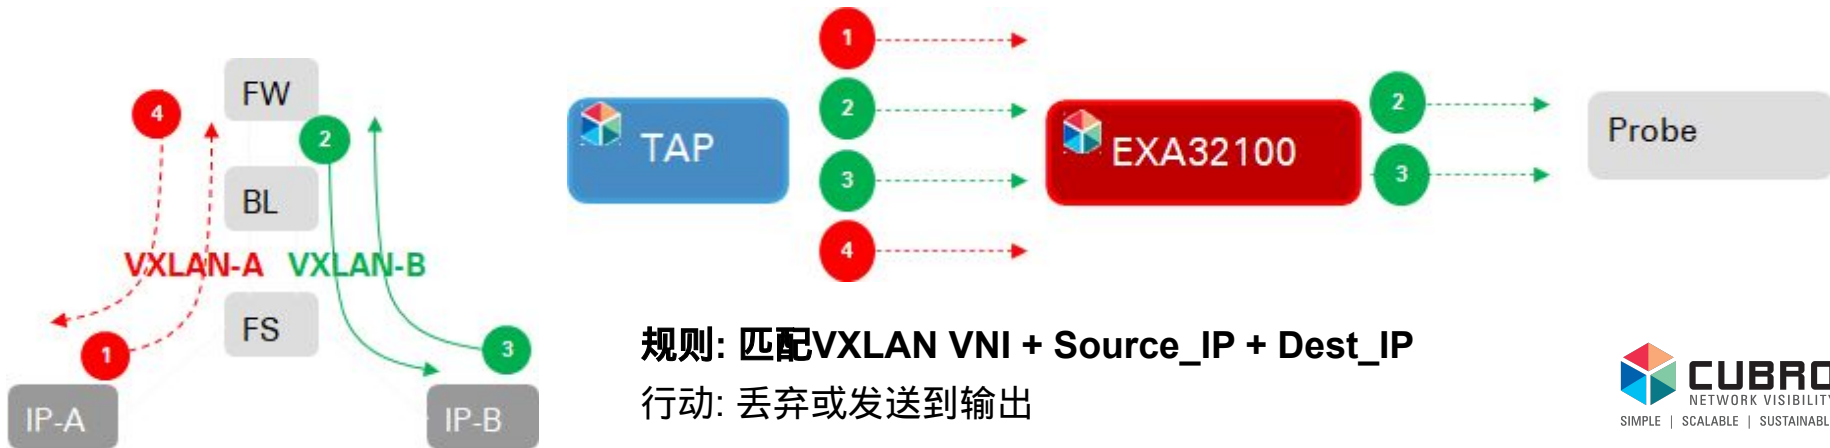 4
FW
2
BL
VXLAN-A VXLAN-B
FS
1
3
IP-A
IP-B
1
2
3
4
TAP
EXA32100
2
3
Probe
规则: 匹配VXLAN VNI + Source_IP + Dest_IP
行动: 丢弃或发送到输出
CUBRO
NETWORK VISIBILITY
SIMPLE | SCALABLE | SUSTAINABL